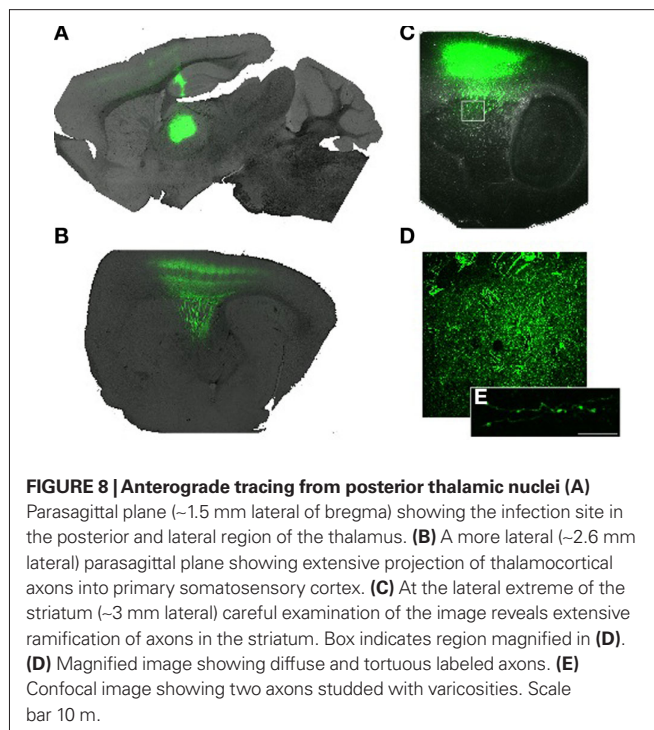 A
C
B
D
E
FIGURE 8 | Anterograde tracing from posterior thalamic nuclei (A)
Parasagittal plane (~1.5 mm lateral of bregma) showing the infection site in
the posterior and lateral region of the thalamus. (B) A more lateral (~2.6 mm
lateral) parasagittal plane showing extensive projection of thalamocortical
axons into primary somatosensory cortex. (C) At the lateral extreme of the
striatum (~3 mm lateral) careful examination of the image reveals extensive
ramification of axons in the striatum. Box indicates region magnified in (D).
(D) Magnified image showing diffuse and tortuous labeled axons. (E)
Confocal image showing two axons studded with varicosities. Scale
bar 10 m.